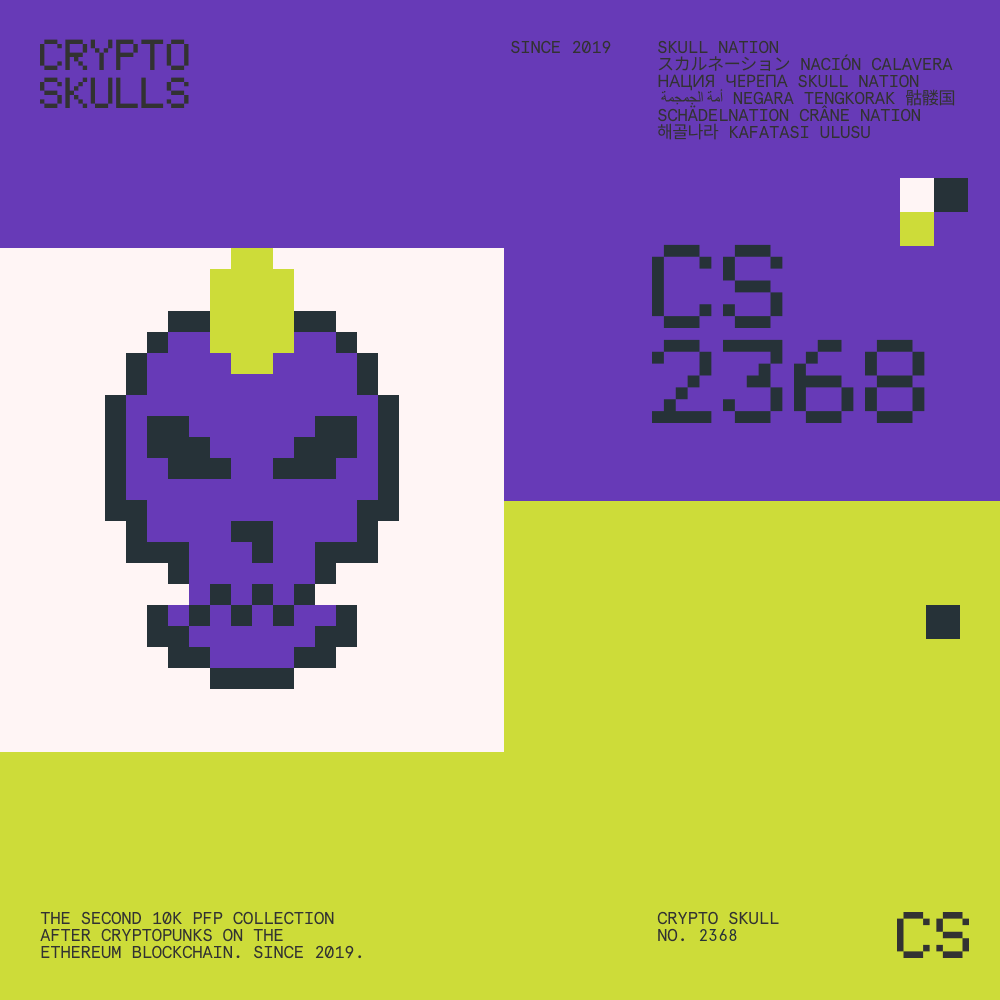 CRYPTO
SKULLS
SINCE 2019
SKULL NATION
スカルネーション NACIÓN CALAVERA
НАЦИЯ ЧЕРЕПА SKULL NATION
أمة الجمجمة NEGARA TENGKORAK 骷髅国
SCHÄDELNATION CRÂNE NATION
해골나라 KAFATASI ULUSU
CS
2368
THE SECOND 10K PFP COLLECTION
AFTER CRYPTOPUNKS ON THE
ETHEREUM BLOCKCHAIN. SINCE 2019.
CRYPTO SKULL
NO. 2368
CS